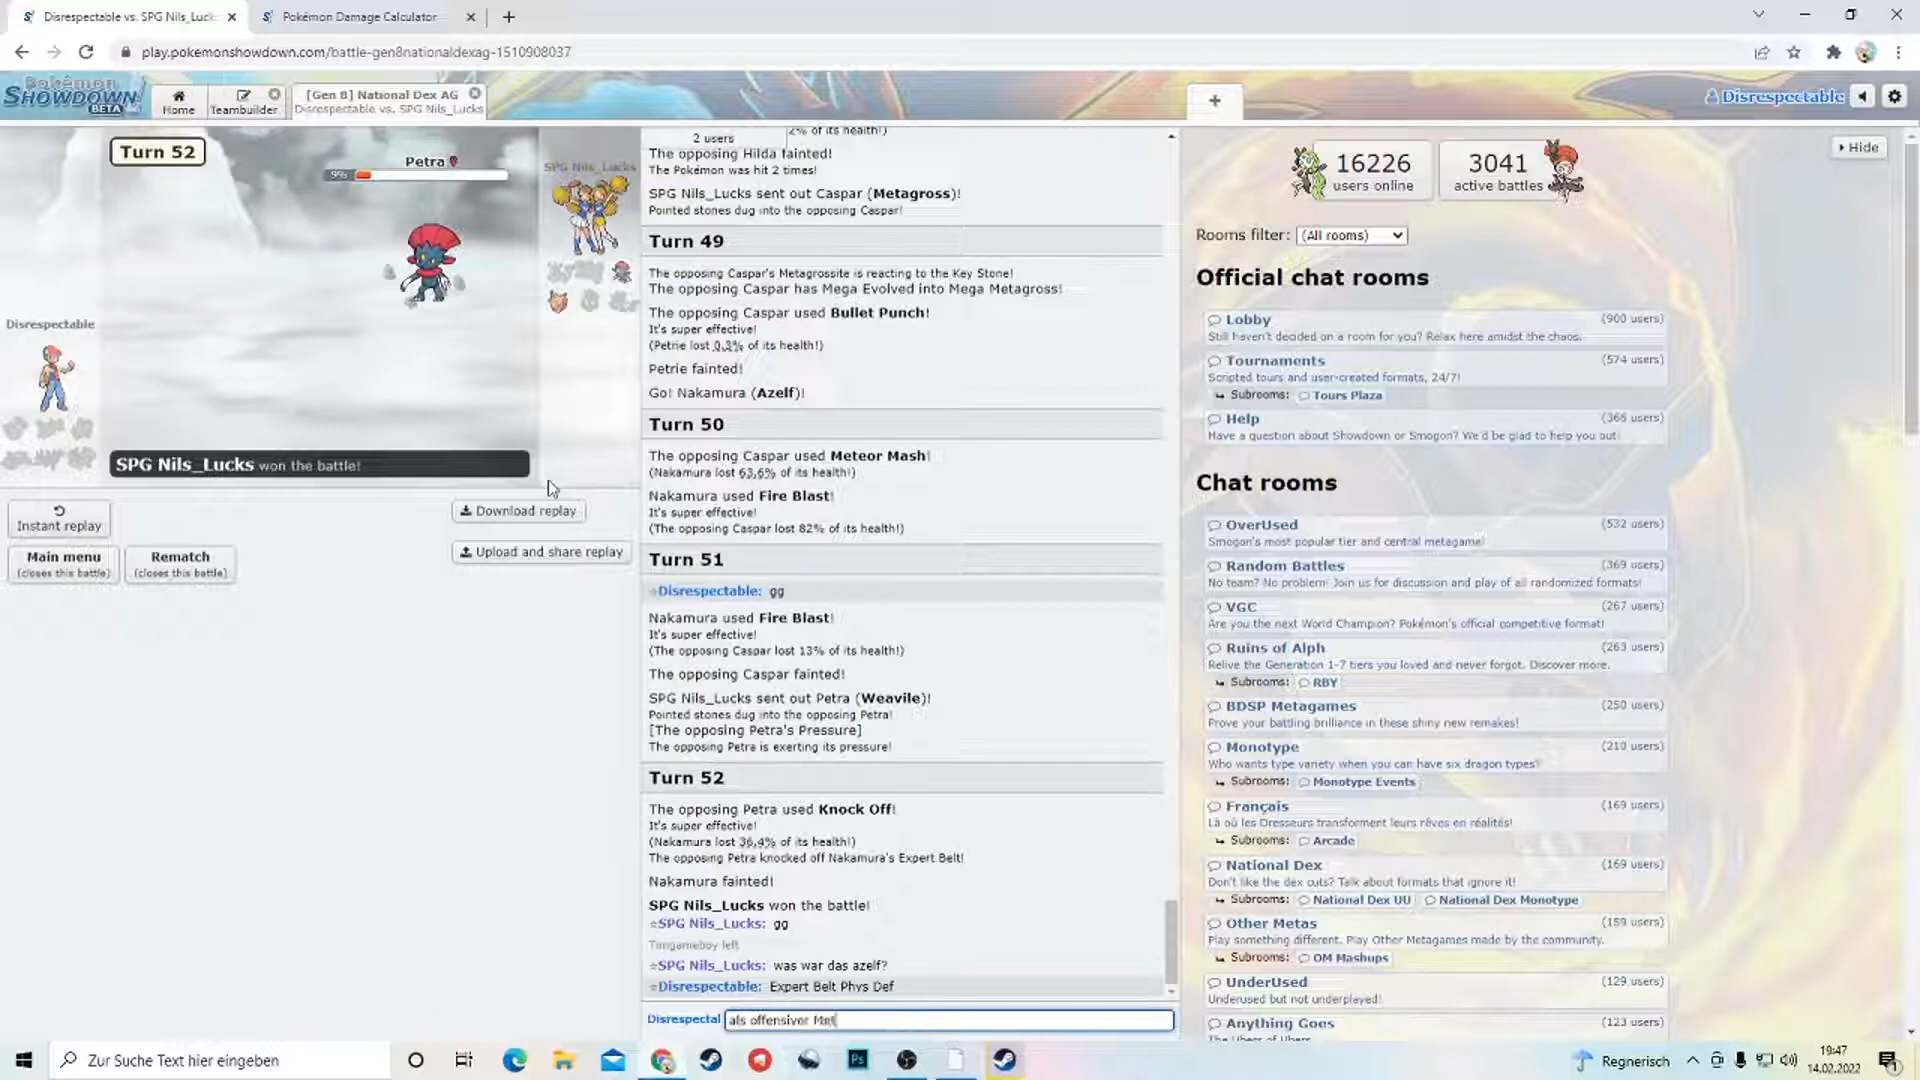 Disrespectable vs. SPG Nils_Luck
Pokémon Damage Calculator
play.pokemonshowdown.com/battle-gen8nationaldexag-1510908037
Pokémon
SHOWDOWN
BETA
Home
Teambuilder
[Gen 8] National Dex AG
Disrespectable vs. SPG Nils_Lucks
Disrespectable
Turn 52
Petra
9%
SPG Nils_Lucks
Disrespectable
SPG Nils_Lucks won the battle!
Instant replay
Download replay
Upload and share replay
Main menu
(closes this battle)
Rematch
(closes this battle)
2 users
2% of its health!)
The opposing Hilda fainted!
The Pokémon was hit 2 times!
SPG Nils_Lucks sent out Caspar (Metagross)!
Pointed stones dug into the opposing Caspar!
Turn 49
The opposing Caspar's Metagrossite is reacting to the Key Stone!
The opposing Caspar has Mega Evolved into Mega Metagross!
The opposing Caspar used Bullet Punch!
It's super effective!
(Petrie lost 0.3% of its health!)
Petrie fainted!
Go! Nakamura (Azelf)!
Turn 50
The opposing Caspar used Meteor Mash!
(Nakamura lost 63.6% of its health!)
Nakamura used Fire Blast!
It's super effective!
(The opposing Caspar lost 82% of its health!)
Turn 51
☆Disrespectable: gg
Nakamura used Fire Blast!
It's super effective!
(The opposing Caspar lost 13% of its health!)
The opposing Caspar fainted!
SPG Nils_Lucks sent out Petra (Weavile)!
Pointed stones dug into the opposing Petra!
[The opposing Petra's Pressure]
The opposing Petra is exerting its pressure!
Turn 52
The opposing Petra used Knock Off!
It's super effective!
(Nakamura lost 36.4% of its health!)
The opposing Petra knocked off Nakamura's Expert Belt!
Nakamura fainted!
SPG Nils_Lucks won the battle!
☆SPG Nils_Lucks: gg
Timgameboy left
☆SPG Nils_Lucks: was war das azelf?
☆Disrespectable: Expert Belt Phys Def
Disrespectal
als offensiver Met
16226
users online
3041
active battles
Hide
Rooms filter: (All rooms)
Official chat rooms
Lobby (900 users)
Still haven't decided on a room for you? Relax here amidst the chaos.
Tournaments (574 users)
Scripted tours and user-created formats, 24/7!
Subrooms: Tours Plaza
Help (366 users)
Have a question about Showdown or Smogon? We'd be glad to help you out!
Chat rooms
OverUsed (532 users)
Smogon's most popular tier and central metagame!
Random Battles (369 users)
No team? No problem! Join us for discussion and play of all randomized formats!
VGC (267 users)
Are you the next World Champion? Pokémon's official competitive format!
Ruins of Alph (263 users)
Relive the Generation 1-7 tiers you loved and never forgot. Discover more.
Subrooms: RBY
BDSP Metagames (250 users)
Prove your battling brilliance in these shiny new remakes!
Monotype (210 users)
Who wants type variety when you can have six dragon types?
Subrooms: Monotype Events
Français (169 users)
Là où les Dresseurs transforment leurs rêves en réalités!
Subrooms: Arcade
National Dex (169 users)
Don't like the dex cuts? Talk about formats that ignore it!
Subrooms: National Dex UU National Dex Monotype
Other Metas (159 users)
Play something different. Play Other Metagames made by the community.
Subrooms: OM Mashups
UnderUsed (129 users)
Underused but not underplayed!
Anything Goes (123 users)
The Ubers of Ubers
Zur Suche Text hier eingeben
Ps
Regnerisch
19:47
14.02.2022